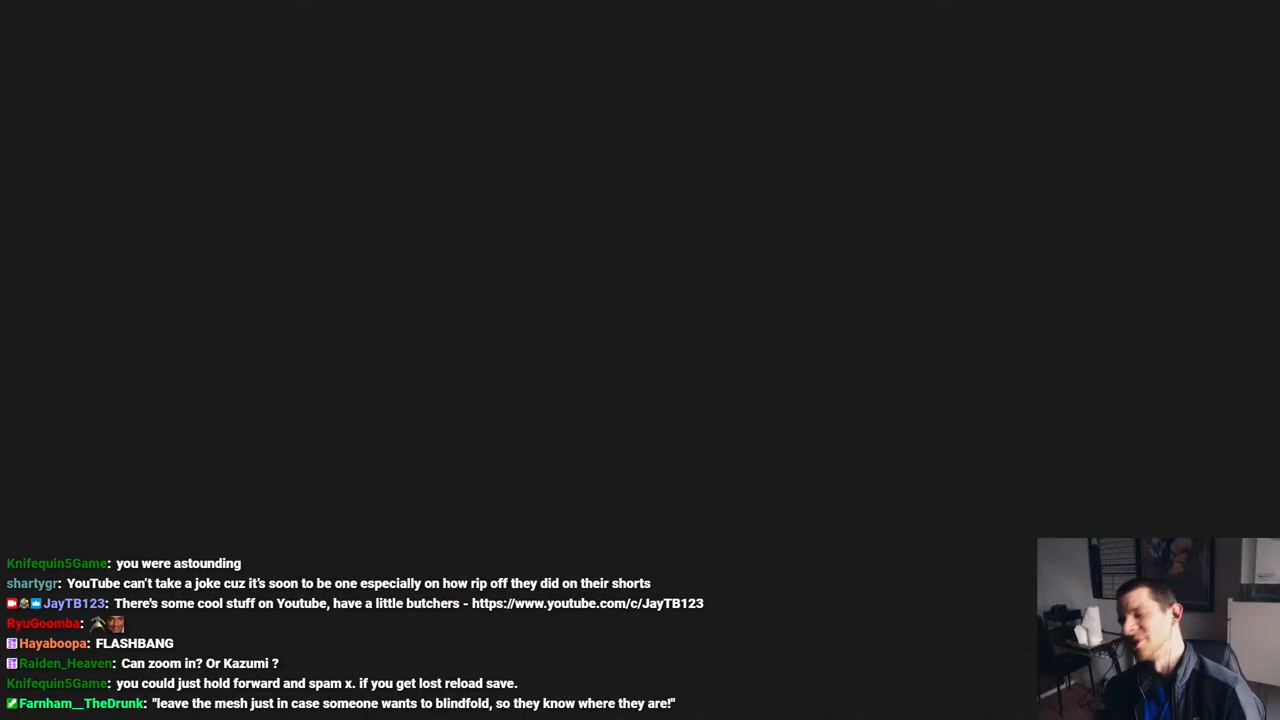 Knifequin5Game: you were astounding
shartygr: YouTube can't take a joke cuz it's soon to be one especially on how rip off they did on their shorts
JayTB123: There's some cool stuff on Youtube, have a little butchers - https://www.youtube.com/c/JayTB123
RyuGoomba:
Hayaboopa: FLASHBANG
Raiden_Heaven: Can zoom in? Or Kazumi ?
Knifequin5Game: you could just hold forward and spam x. if you get lost reload save.
Farnham__TheDrunk: "leave the mesh just in case someone wants to blindfold, so they know where they are!"